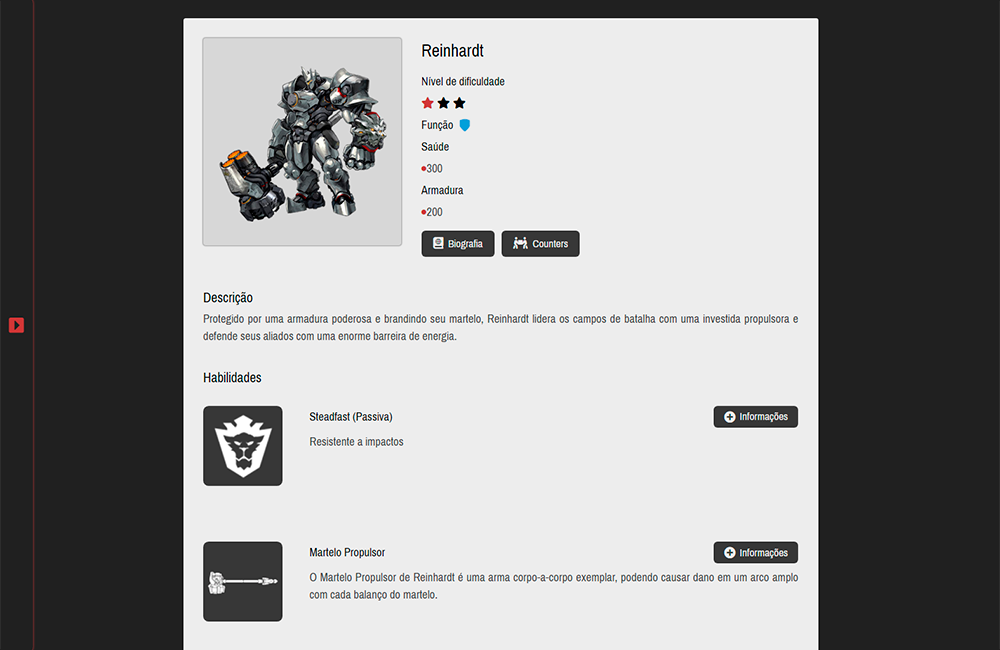 Reinhardt
Nível de dificuldade
Função
Saúde
300
Armadura
200
Biografia
Counters
Descrição
Protegido por uma armadura poderosa e brandindo seu martelo, Reinhardt lidera os campos de batalha com uma investida propulsora e
defende seus aliados com uma enorme barreira de energia.
Habilidades
Steadfast (Passiva)
Informações
Resistente a impactos
Martelo Propulsor
Informações
O Martelo Propulsor de Reinhardt é uma arma corpo-a-corpo exemplar, podendo causar dano em um arco amplo
com cada balanço do martelo.